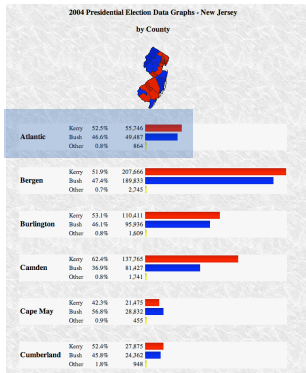 2004 Presidential Election Data Graphs - New Jersey
by County
Kerry 52.5% 55,746
Atlantic Bush 46.6% 49,487
Other 0.8% 864
Kerry 51.9% 207,666
Bergen Bush 47.4% 189,833
Other 0.7% 2,745
Kerry 53.1% 110,411
Burlington Bush 46.1% 95,936
Other 0.8% 1,609
Kerry 62.4% 137,765
Camden Bush 36.9% 81,427
Other 0.8% 1,741
Kerry 42.3% 21,475
Cape May Bush 56.8% 28,832
Other 0.9% 455
Kerry 52.4% 27,875
Cumberland Bush 45.8% 24,362
Other 1.8% 948